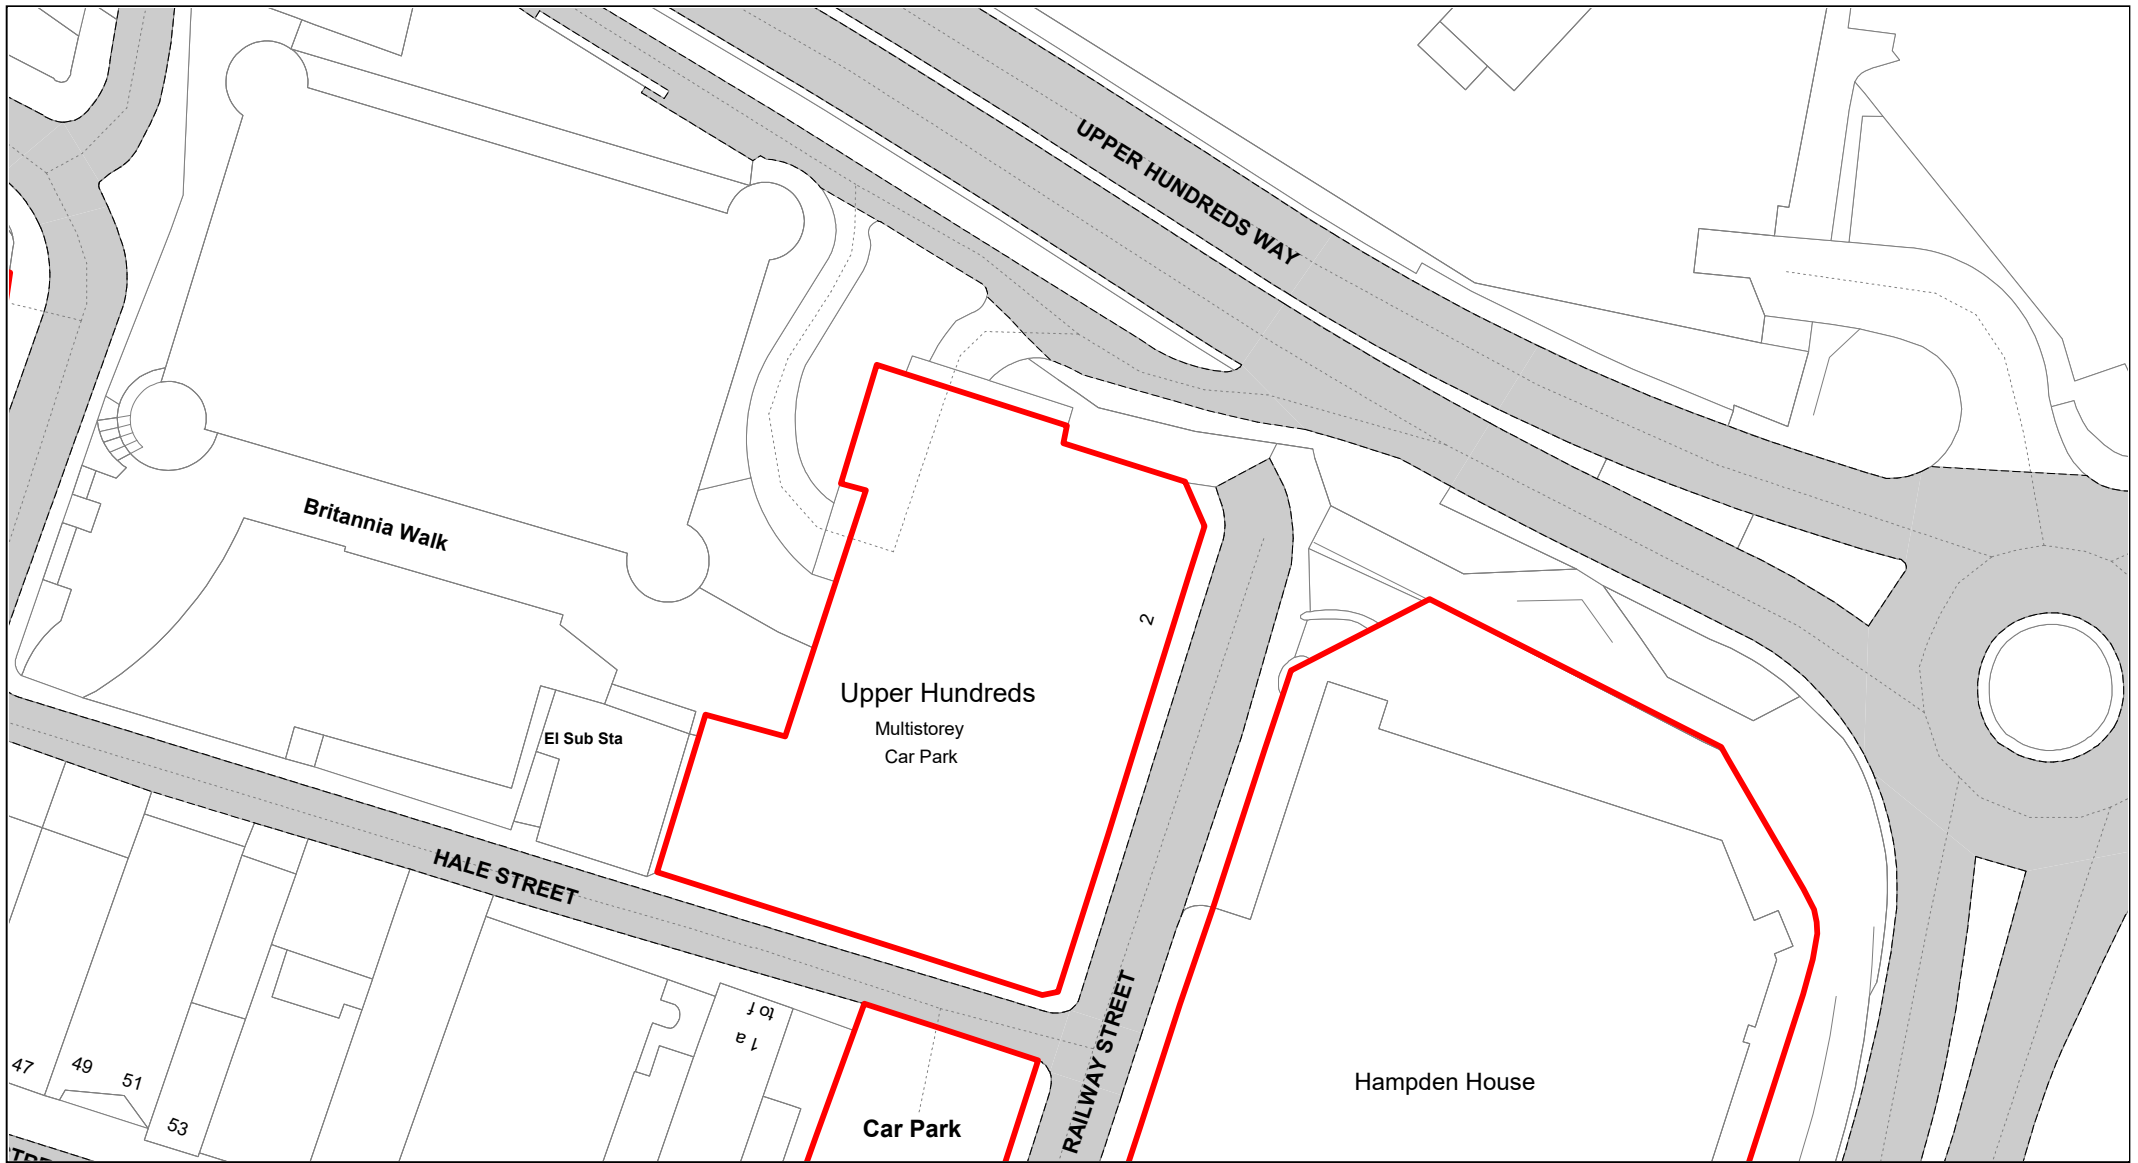 UPPER HUNDREDS WAY
Britannia Walk
2
Upper Hundreds
Multistorey
Car Park
El Sub Sta
HALE STREET
RAILWAY STREET
1 a
to f
47
49
51
53
Hampden House
Car Park